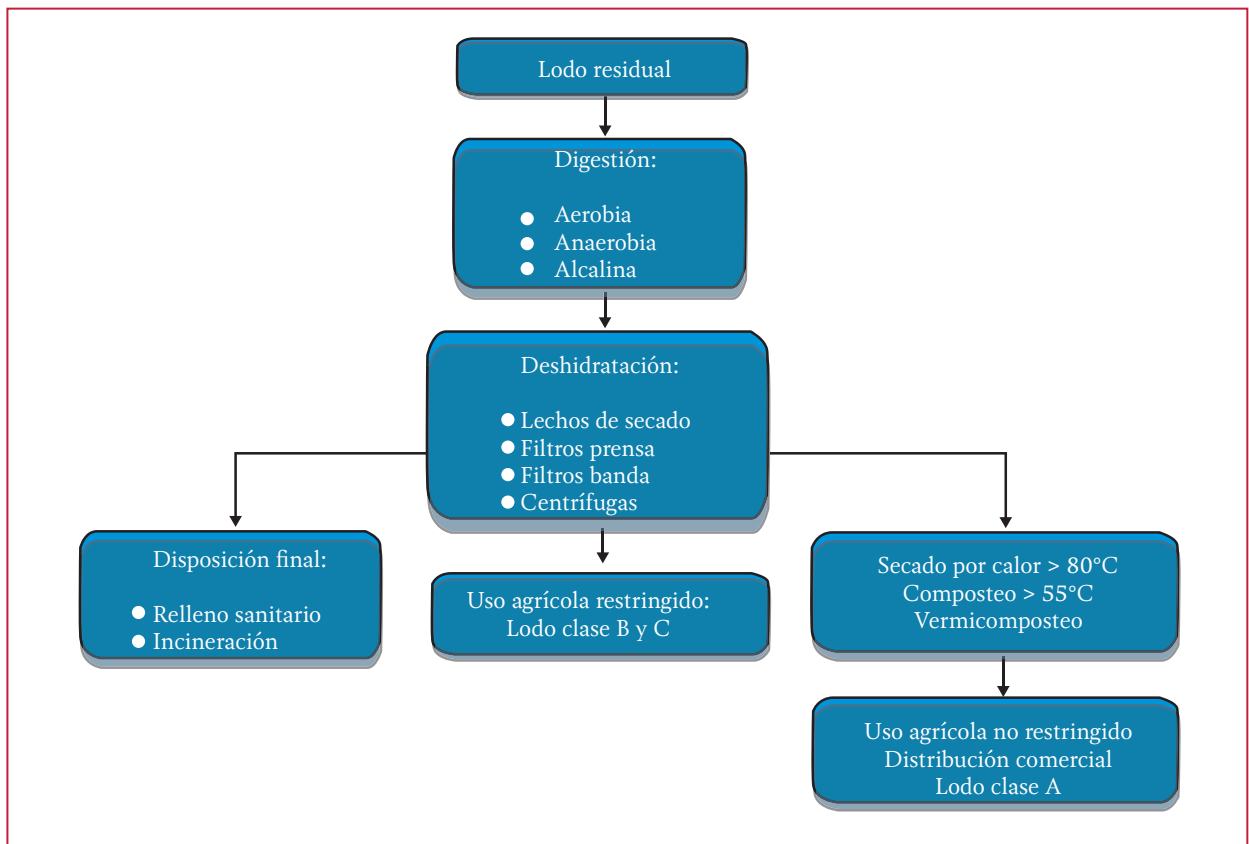 Lodo residual
Digestión:
● Aerobia
● Anaerobia
● Alcalina
Deshidratación:
● Lechos de secado
● Filtros prensa
● Filtros banda
● Centrífugas
Disposición final:
● Relleno sanitario
● Incineración
Uso agrícola restringido:
Lodo clase B y C
Secado por calor > 80°C
Composteo > 55°C
Vermicomposteo
Uso agrícola no restringido
Distribución comercial
Lodo clase A